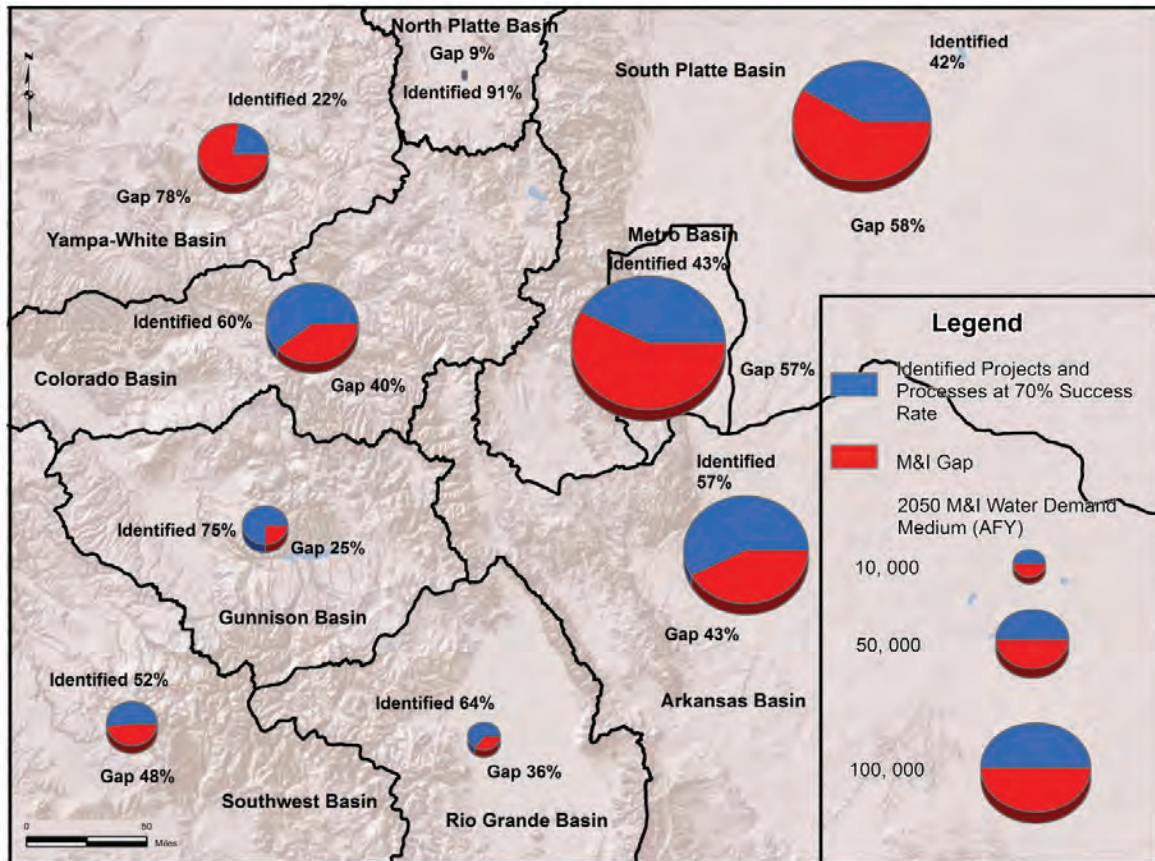 North Platte Basin
Gap 9%
Identified 91%
Identified
42%
South Platte Basin
Gap 58%
N
Identified 22%
Gap 78%
Yampa-White Basin
Metro Basin
Identified 43%
Gap 57%
Identified 60%
Gap 40%
Colorado Basin
Identified 75%
Gap 25%
Gunnison Basin
Identified
57%
Gap 43%
Arkansas Basin
Identified 52%
Gap 48%
Southwest Basin
Identified 64%
Gap 36%
Rio Grande Basin
0 50
Miles
Legend
Identified Projects and
Processes at 70% Success
Rate
M&I Gap
2050 M&I Water Demand
Medium (AFY)
10, 000
50, 000
100, 000